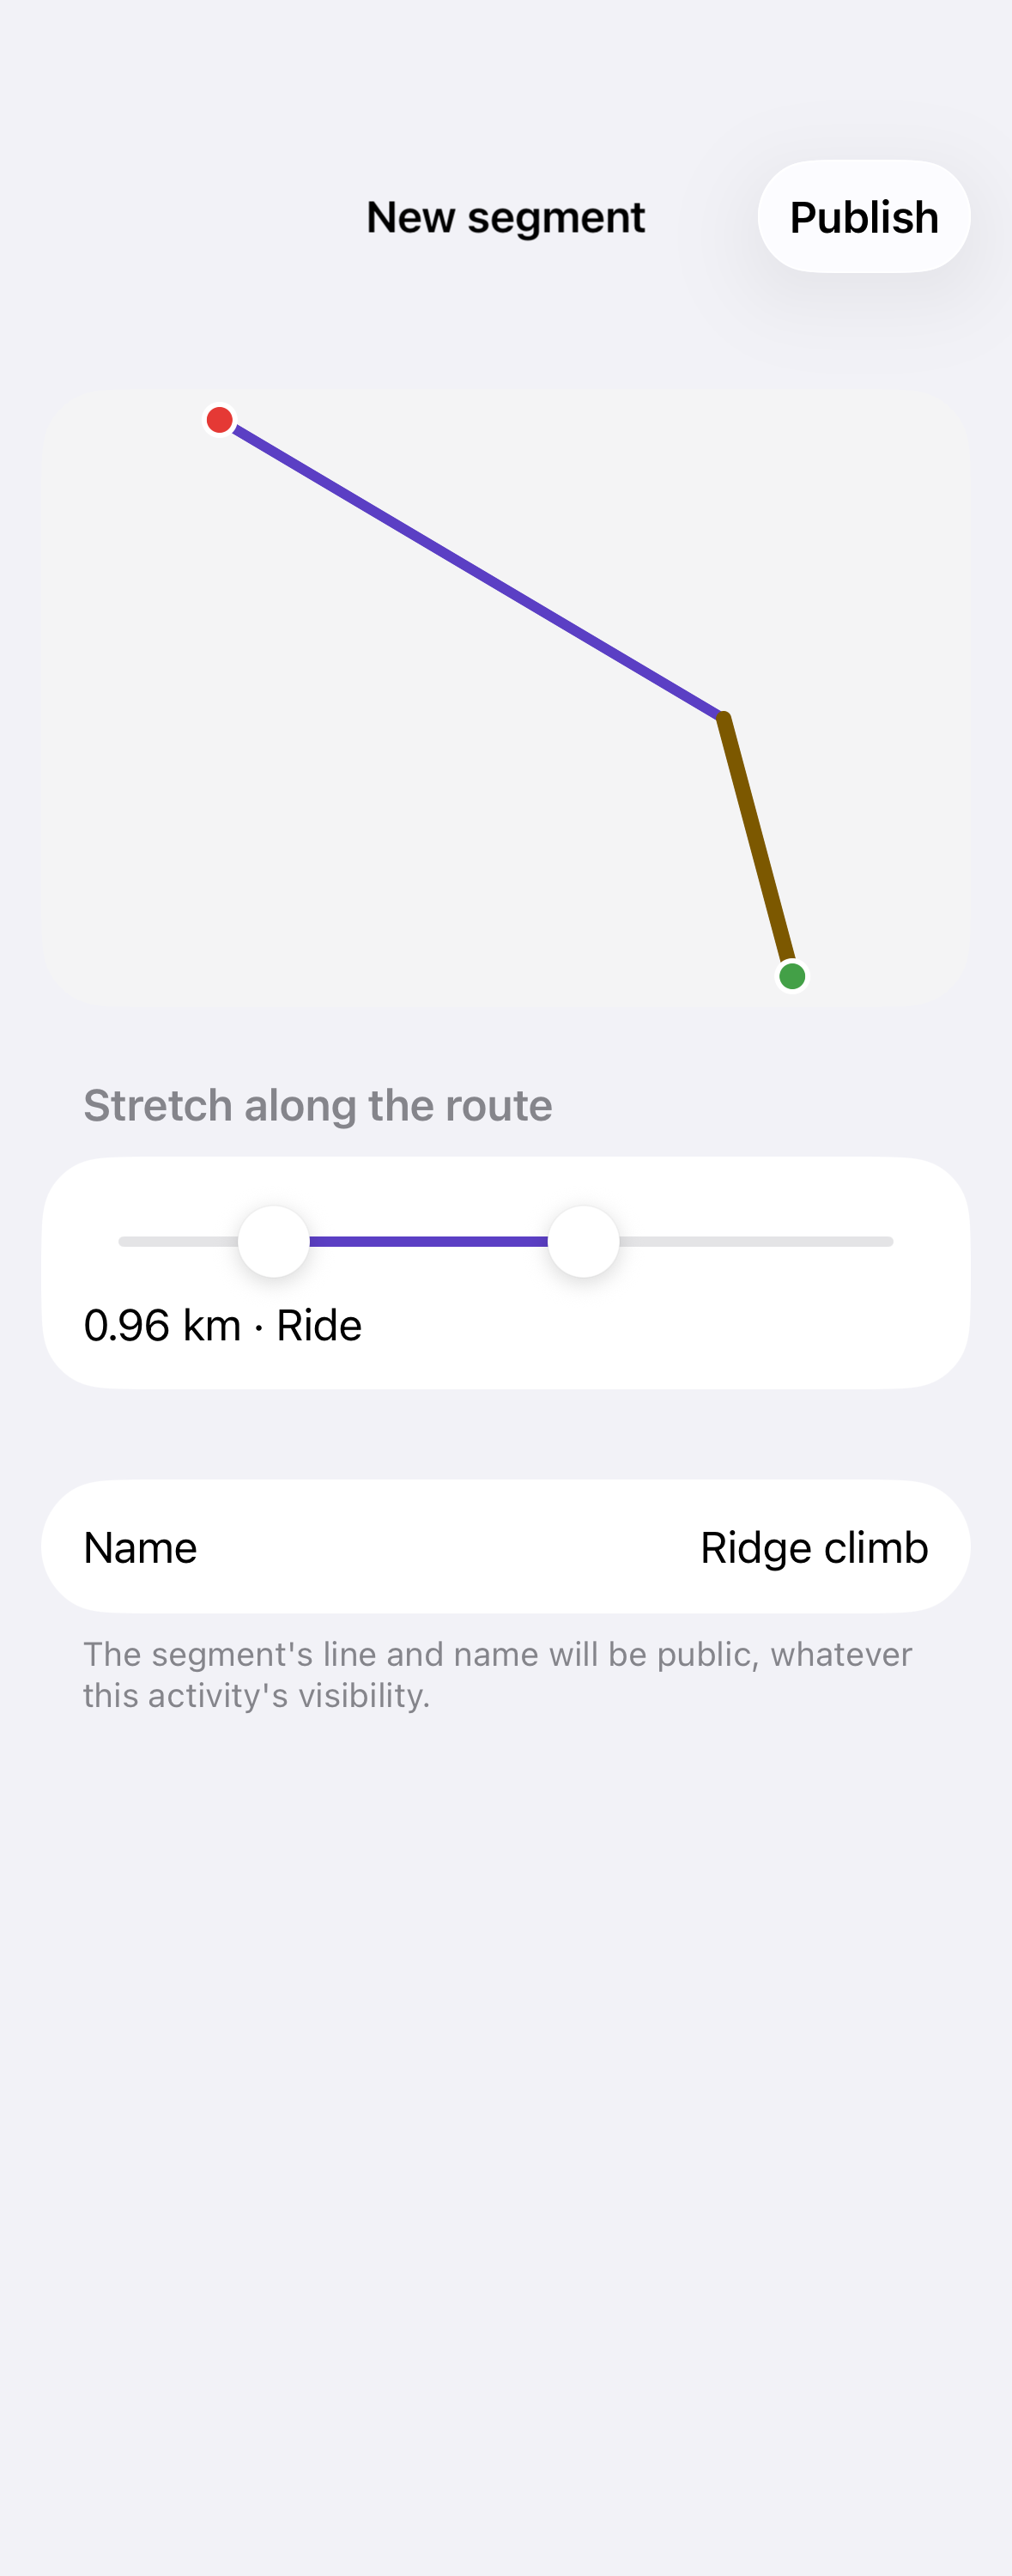 New segment
Publish
Stretch along the route
0.96 km · Ride
Name
Ridge climb
The segment's line and name will be public, whatever
this activity's visibility.